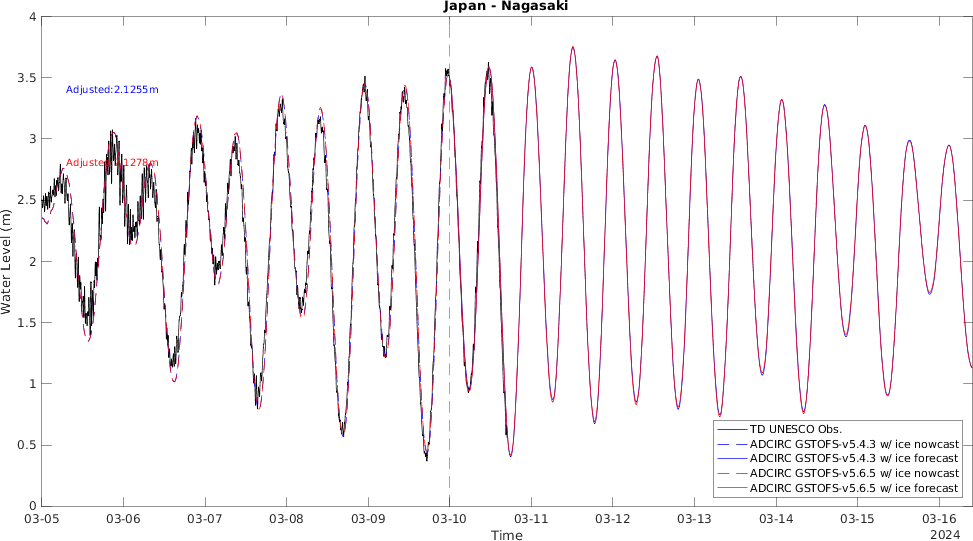 Japan - Nagasaki
4
3.5
3
2.5
2
1.5
1
0.5
0
Water Level (m)
Adjusted:2.1255m
Adjusted:2.1278m
03-05 03-06 03-07 03-08 03-09 03-10 03-11 03-12 03-13 03-14 03-15 03-16
2024
Time
TD UNESCO Obs.
ADCIRC GSTOFS-v5.4.3 w/ ice nowcast
ADCIRC GSTOFS-v5.4.3 w/ ice forecast
ADCIRC GSTOFS-v5.6.5 w/ ice nowcast
ADCIRC GSTOFS-v5.6.5 w/ ice forecast